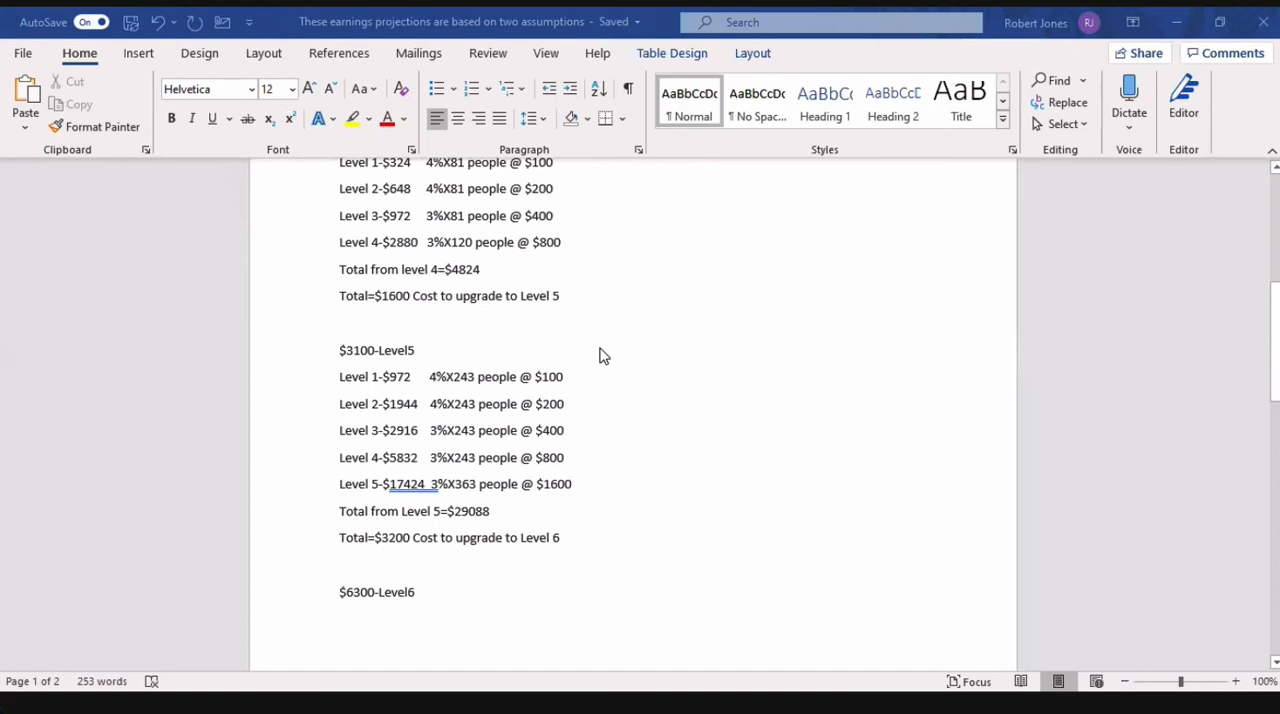 AutoSave On These earnings projections are based on two assumptions - Saved Search Robert Jones RJ
File Home Insert Design Layout References Mailings Review View Help Table Design Layout Share Comments
Paste Cut Copy Format Painter
Helvetica 12 Aa
B I U ab x2 x2 A A
AaBbCcDc AaBbCcDc AaBbCc AaBbCcD AaB
¶ Normal ¶ No Spac... Heading 1 Heading 2 Title
Find Replace Select
Dictate Editor
Clipboard Font Paragraph Styles Editing Voice Editor
Level 1-$324 4%X81 people @ $100
Level 2-$648 4%X81 people @ $200
Level 3-$972 3%X81 people @ $400
Level 4-$2880 3%X120 people @ $800
Total from level 4=$4824
Total=$1600 Cost to upgrade to Level 5
$3100-Level5
Level 1-$972 4%X243 people @ $100
Level 2-$1944 4%X243 people @ $200
Level 3-$2916 3%X243 people @ $400
Level 4-$5832 3%X243 people @ $800
Level 5-$17424 3%X363 people @ $1600
Total from Level 5=$29088
Total=$3200 Cost to upgrade to Level 6
$6300-Level6
Page 1 of 2 253 words Focus 100%